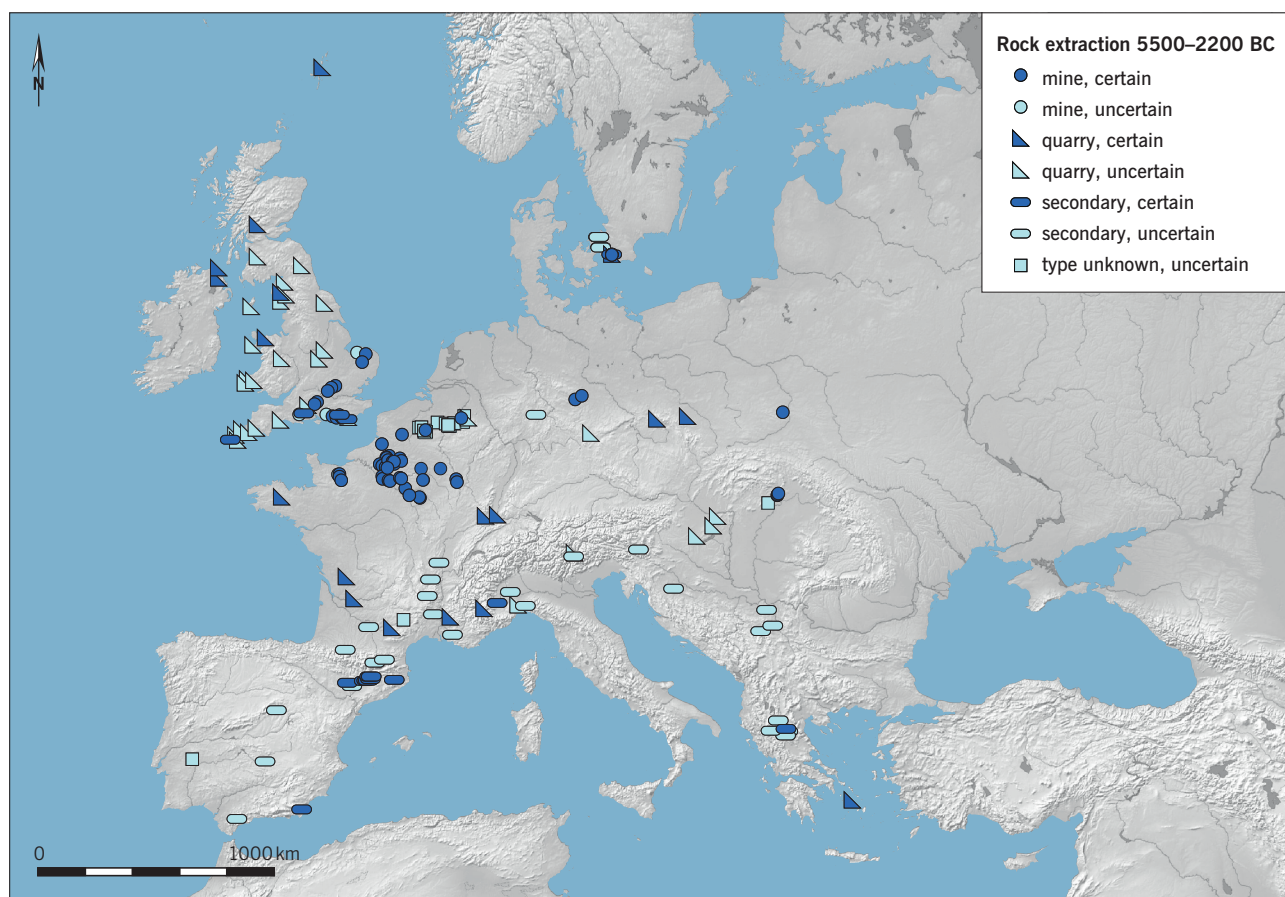 N
Rock extraction 5500–2200 BC
mine, certain
mine, uncertain
quarry, certain
quarry, uncertain
secondary, certain
secondary, uncertain
type unknown, uncertain
0 1000 km